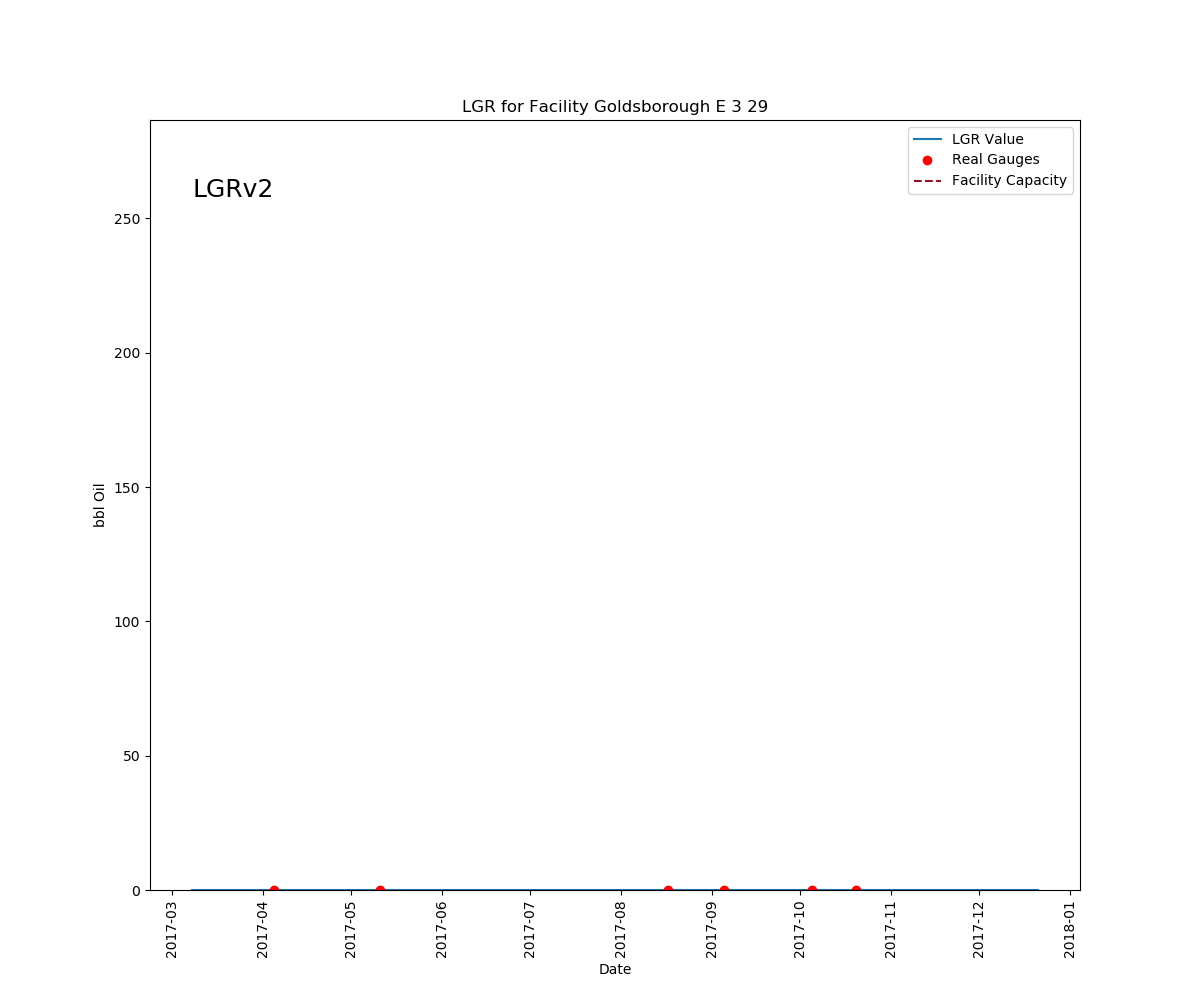 LGR for Facility Goldsborough E 3 29
LGR Value
Real Gauges
Facility Capacity
LGRv2
250
200
150
100
50
0
bbl Oil
2017-03
2017-04
2017-05
2017-06
2017-07
2017-08
2017-09
2017-10
2017-11
2017-12
2018-01
Date